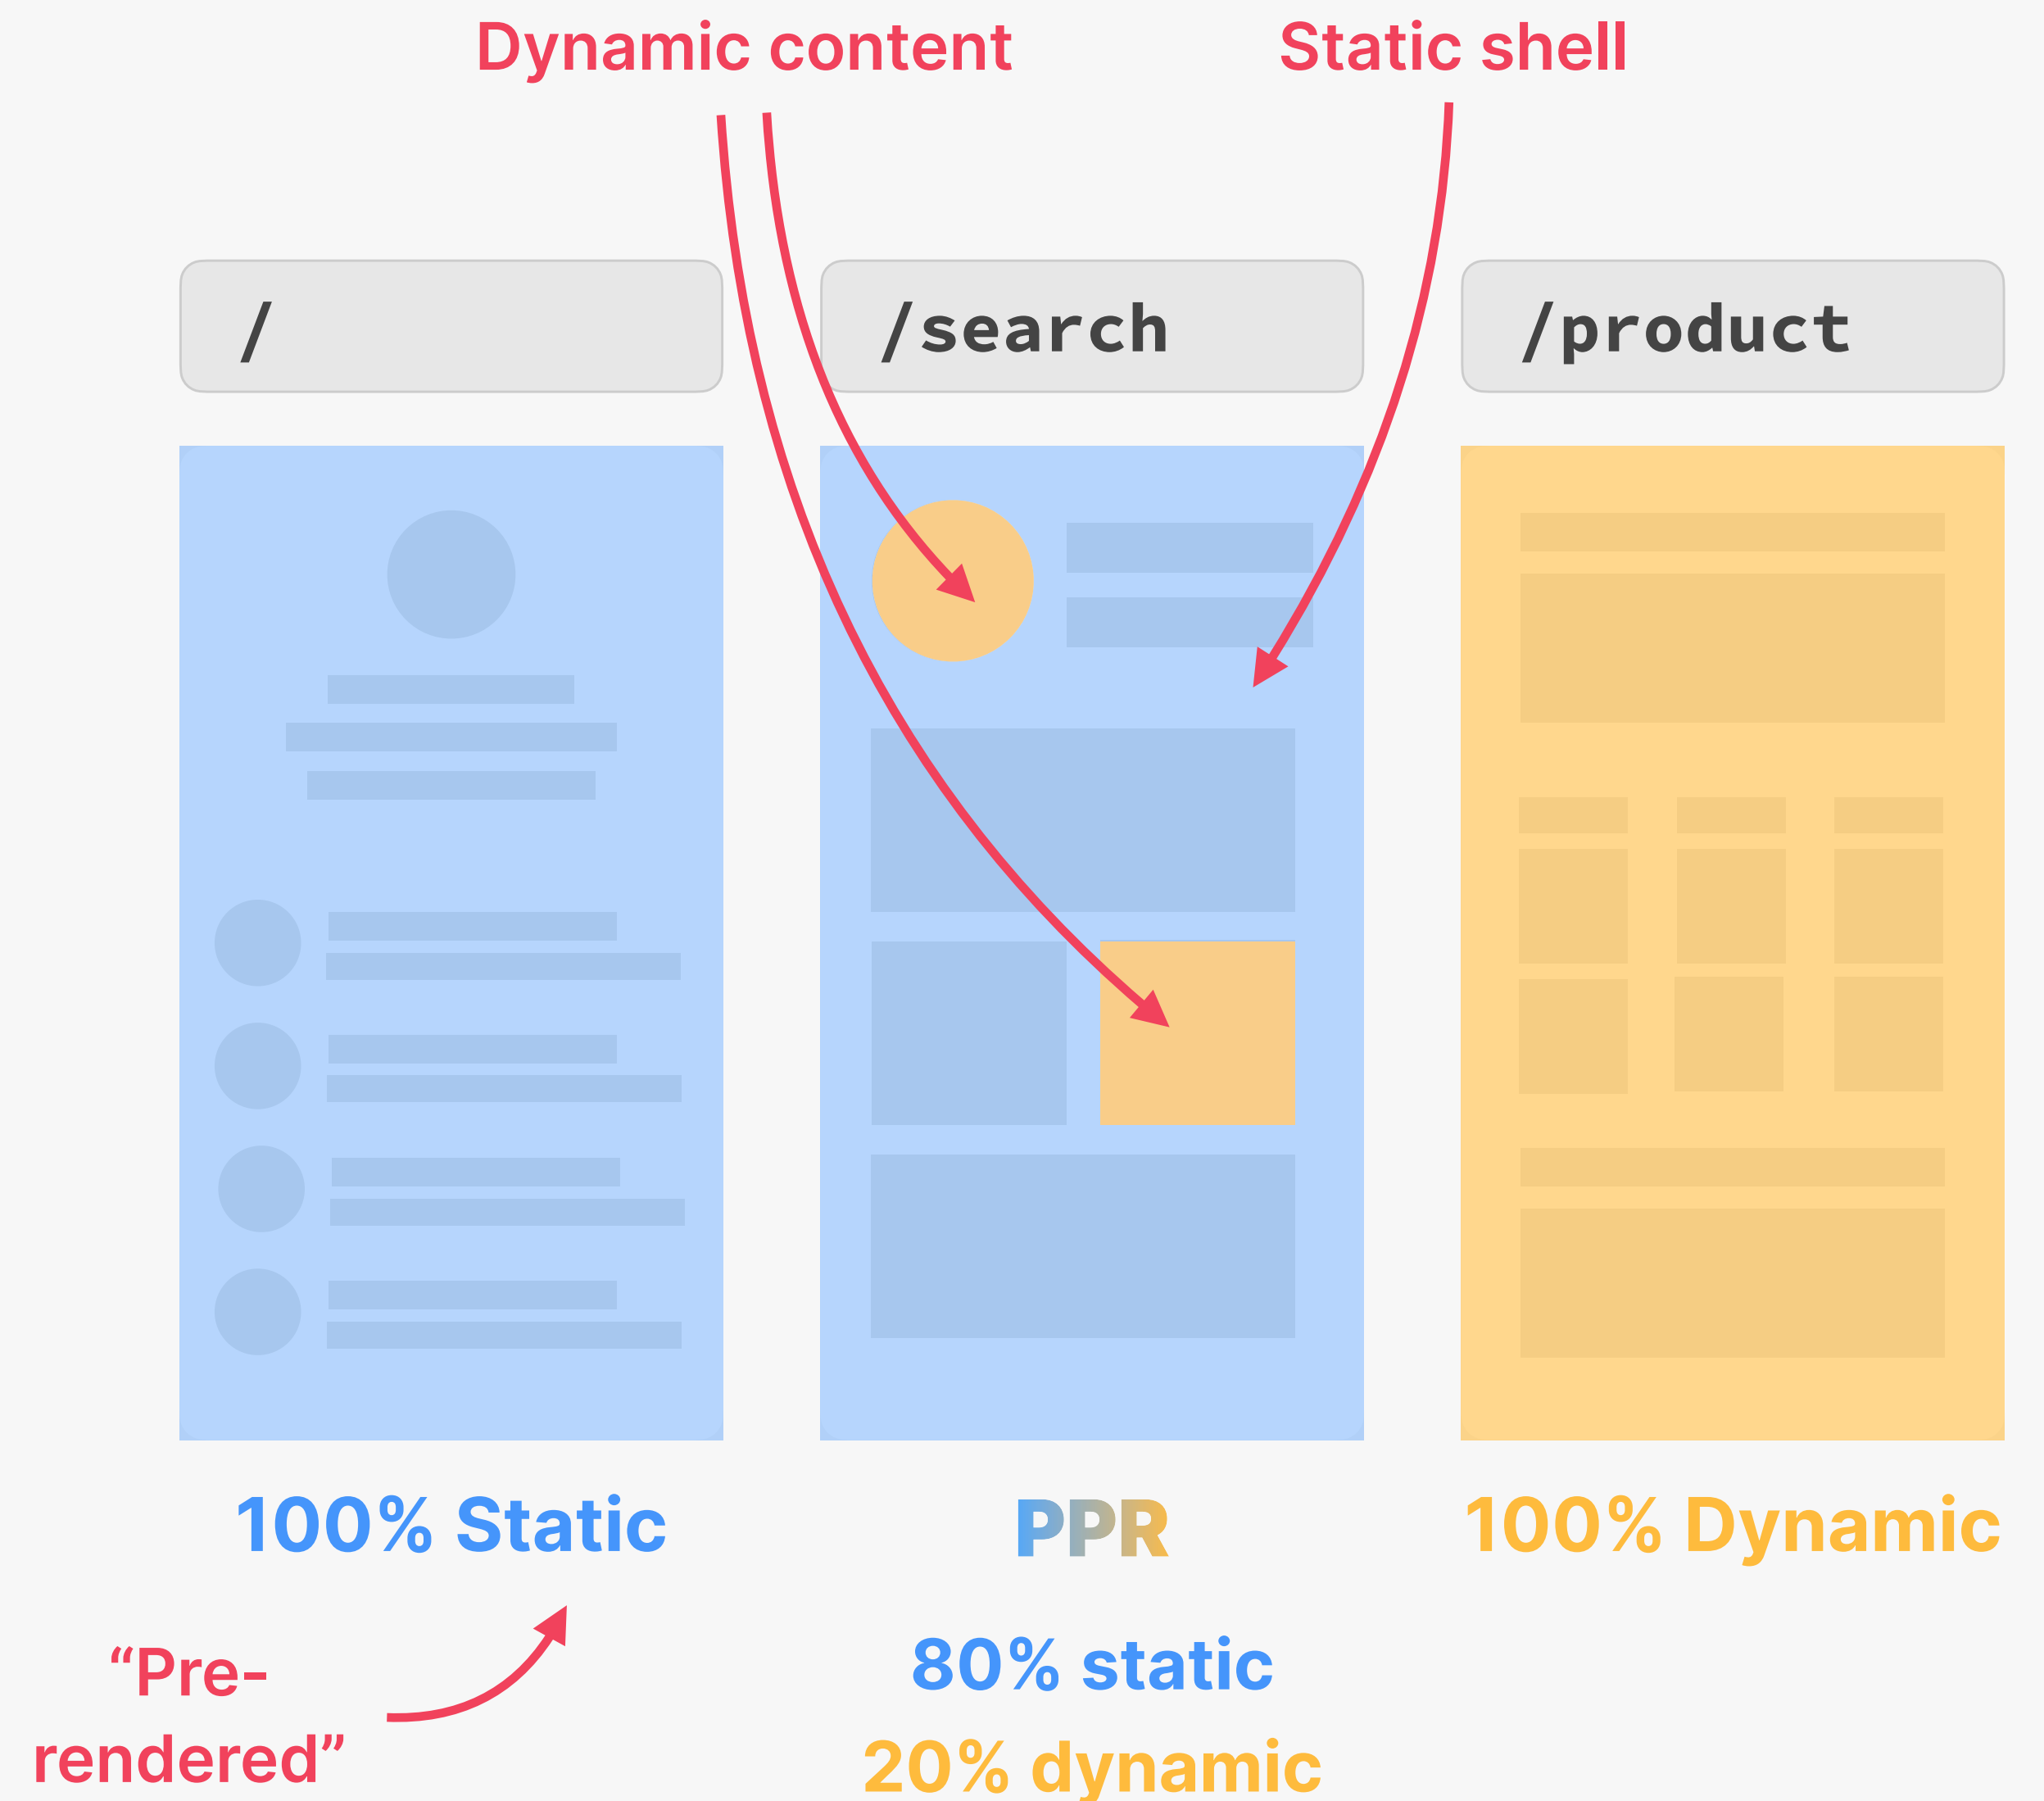 Dynamic content
Static shell
/
/search
/product
100% Static
PPR
100% Dynamic
“Pre-
rendered”
80% static
20% dynamic